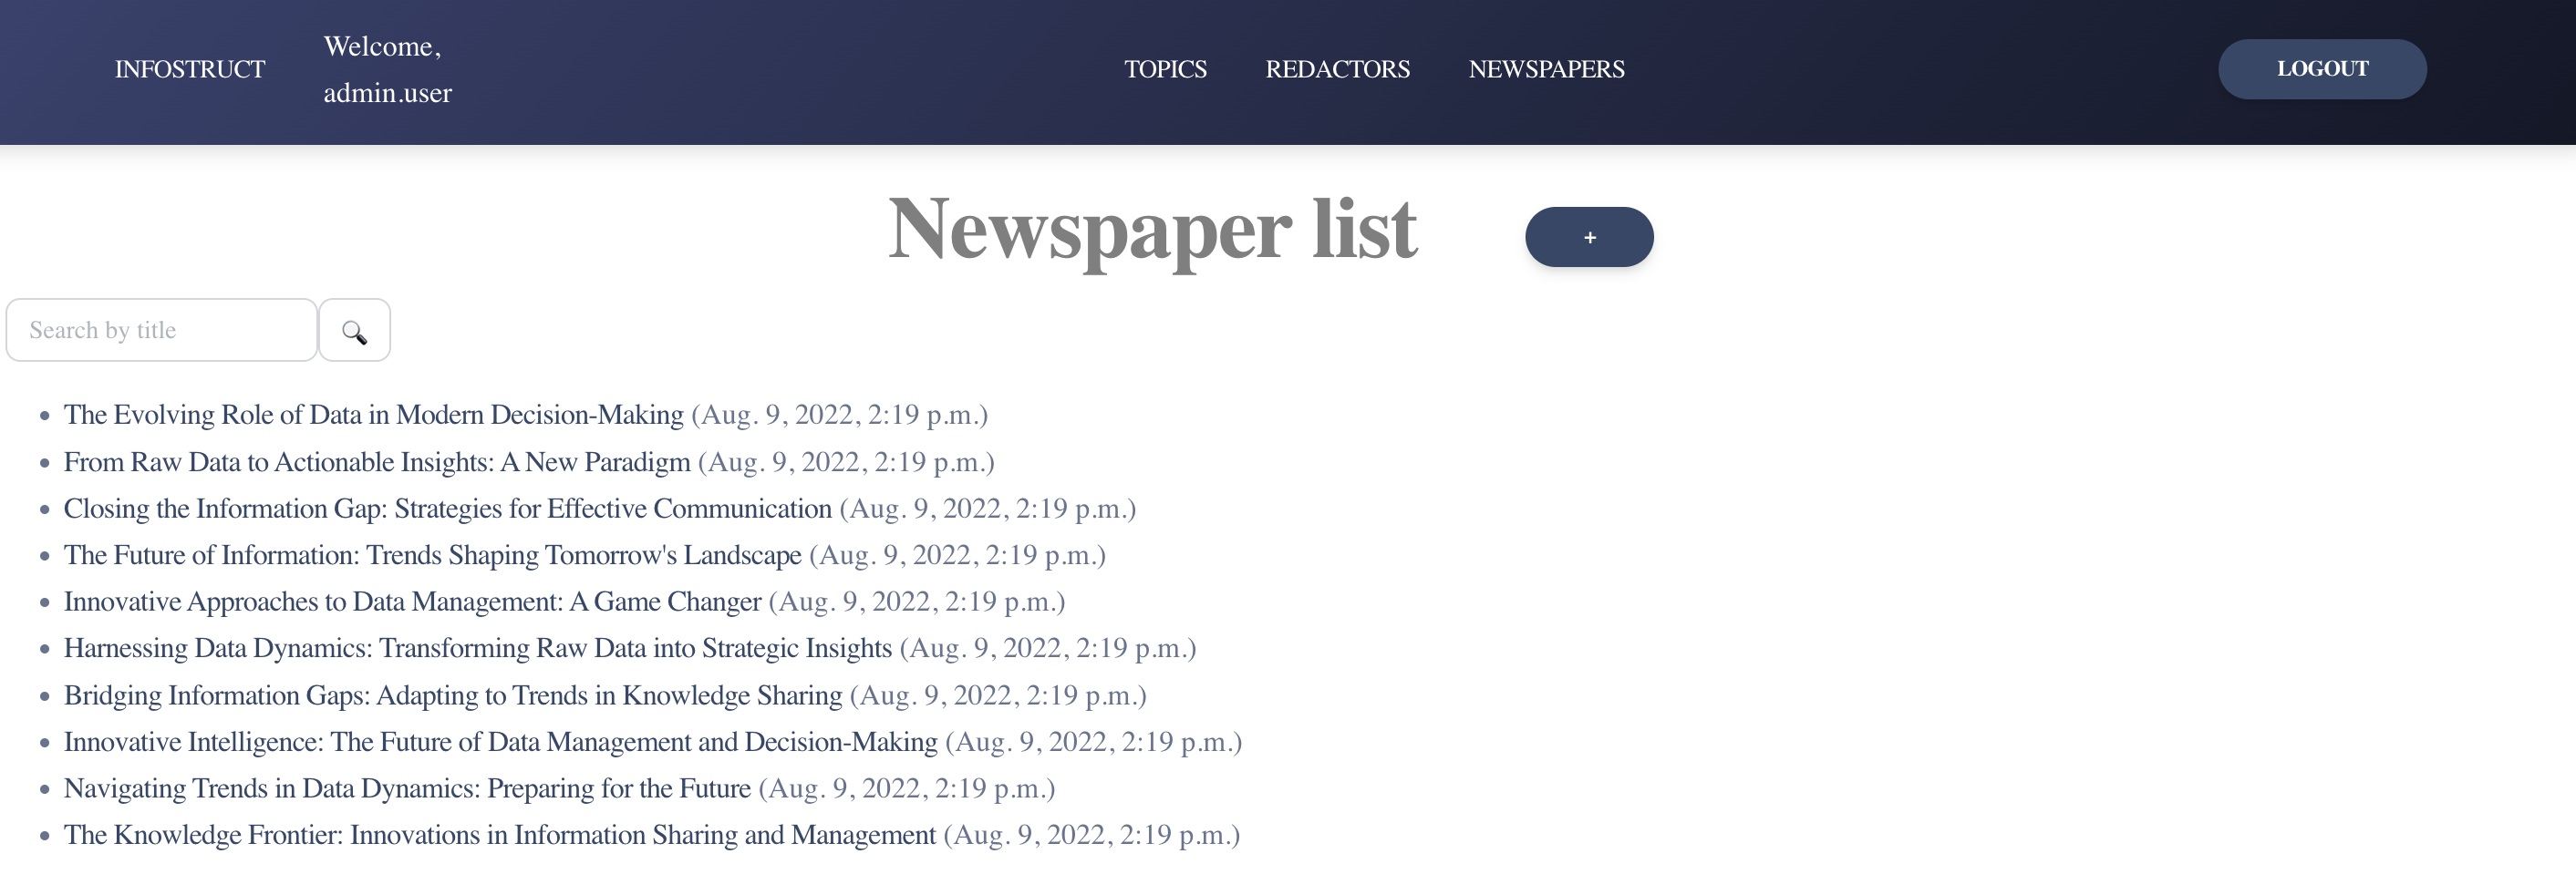 INFOSTRUCT
Welcome,
admin.user
TOPICS REDACTORS NEWSPAPERS
LOGOUT
Newspaper list
+
Search by title
The Evolving Role of Data in Modern Decision-Making (Aug. 9, 2022, 2:19 p.m.)
From Raw Data to Actionable Insights: A New Paradigm (Aug. 9, 2022, 2:19 p.m.)
Closing the Information Gap: Strategies for Effective Communication (Aug. 9, 2022, 2:19 p.m.)
The Future of Information: Trends Shaping Tomorrow's Landscape (Aug. 9, 2022, 2:19 p.m.)
Innovative Approaches to Data Management: A Game Changer (Aug. 9, 2022, 2:19 p.m.)
Harnessing Data Dynamics: Transforming Raw Data into Strategic Insights (Aug. 9, 2022, 2:19 p.m.)
Bridging Information Gaps: Adapting to Trends in Knowledge Sharing (Aug. 9, 2022, 2:19 p.m.)
Innovative Intelligence: The Future of Data Management and Decision-Making (Aug. 9, 2022, 2:19 p.m.)
Navigating Trends in Data Dynamics: Preparing for the Future (Aug. 9, 2022, 2:19 p.m.)
The Knowledge Frontier: Innovations in Information Sharing and Management (Aug. 9, 2022, 2:19 p.m.)